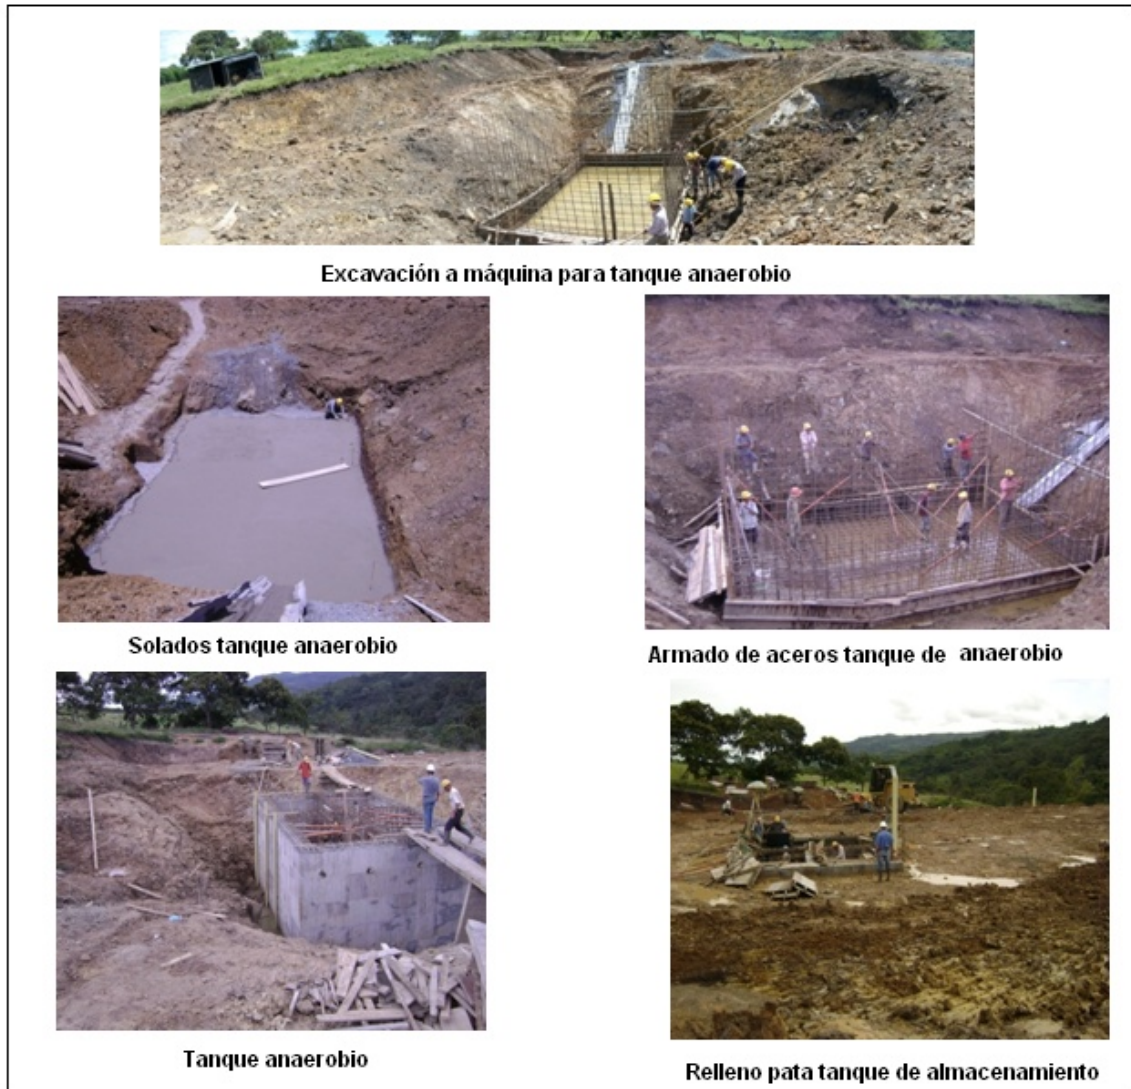 Excavación a máquina para tanque anaerobio
Solados tanque anaerobio
Armado de aceros tanque de anaerobio
Tanque anaerobio
Relleno pata tanque de almacenamiento